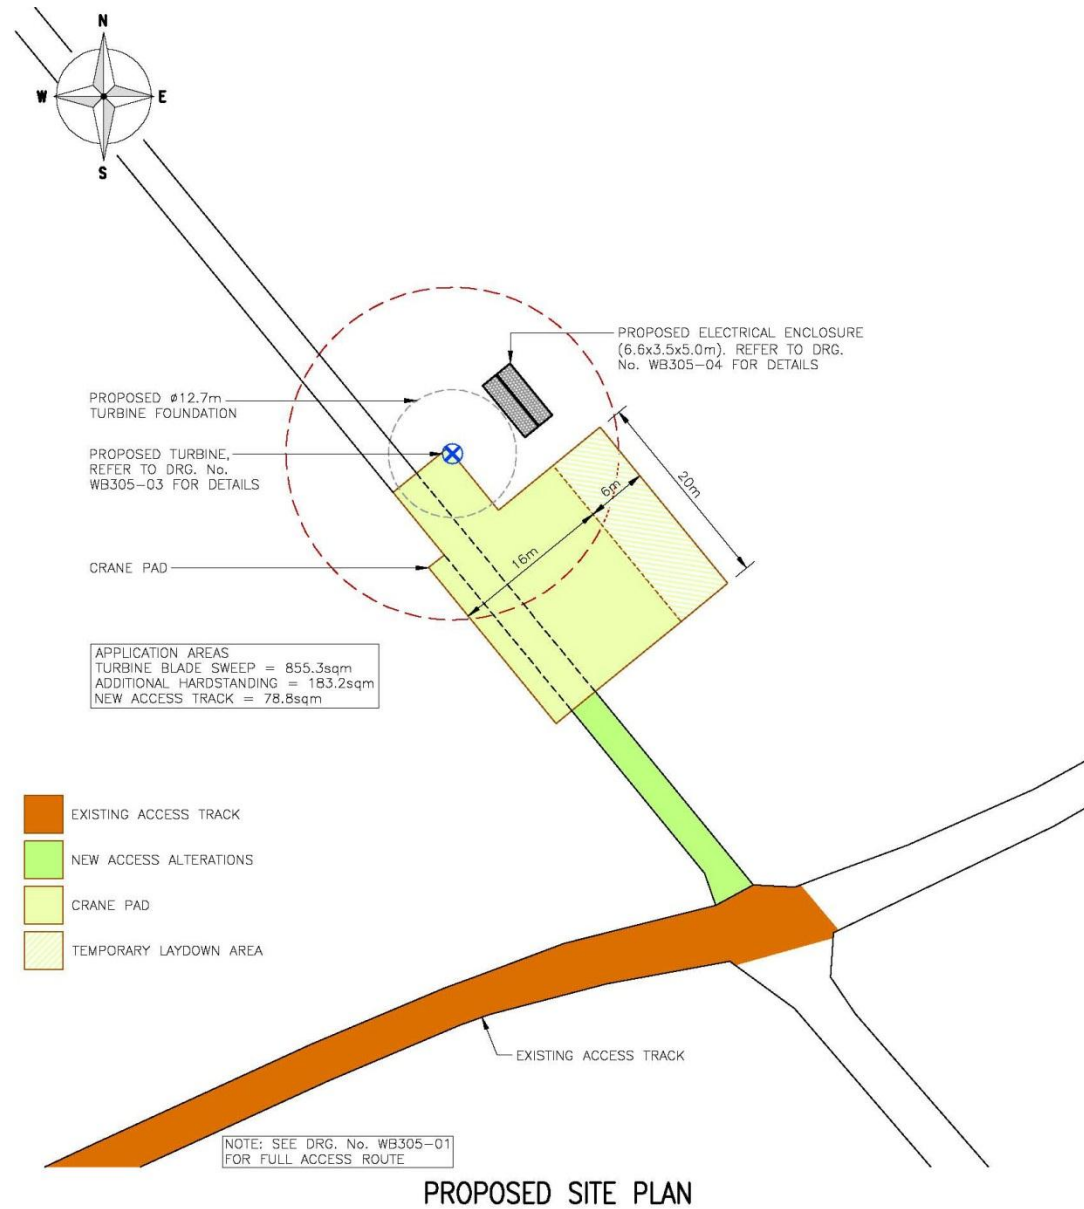 N
W
E
S
PROPOSED ELECTRICAL ENCLOSURE
(6.6x3.5x5.0m). REFER TO DRG.
No. WB305-04 FOR DETAILS
PROPOSED ø12.7m
TURBINE FOUNDATION
PROPOSED TURBINE,
REFER TO DRG. No.
WB305-03 FOR DETAILS
20m
6m
16m
CRANE PAD
APPLICATION AREAS
TURBINE BLADE SWEEP = 855.3sqm
ADDITIONAL HARDSTANDING = 183.2sqm
NEW ACCESS TRACK = 78.8sqm
EXISTING ACCESS TRACK
NEW ACCESS ALTERATIONS
CRANE PAD
TEMPORARY LAYDOWN AREA
EXISTING ACCESS TRACK
NOTE: SEE DRG. No. WB305-01
FOR FULL ACCESS ROUTE
PROPOSED SITE PLAN